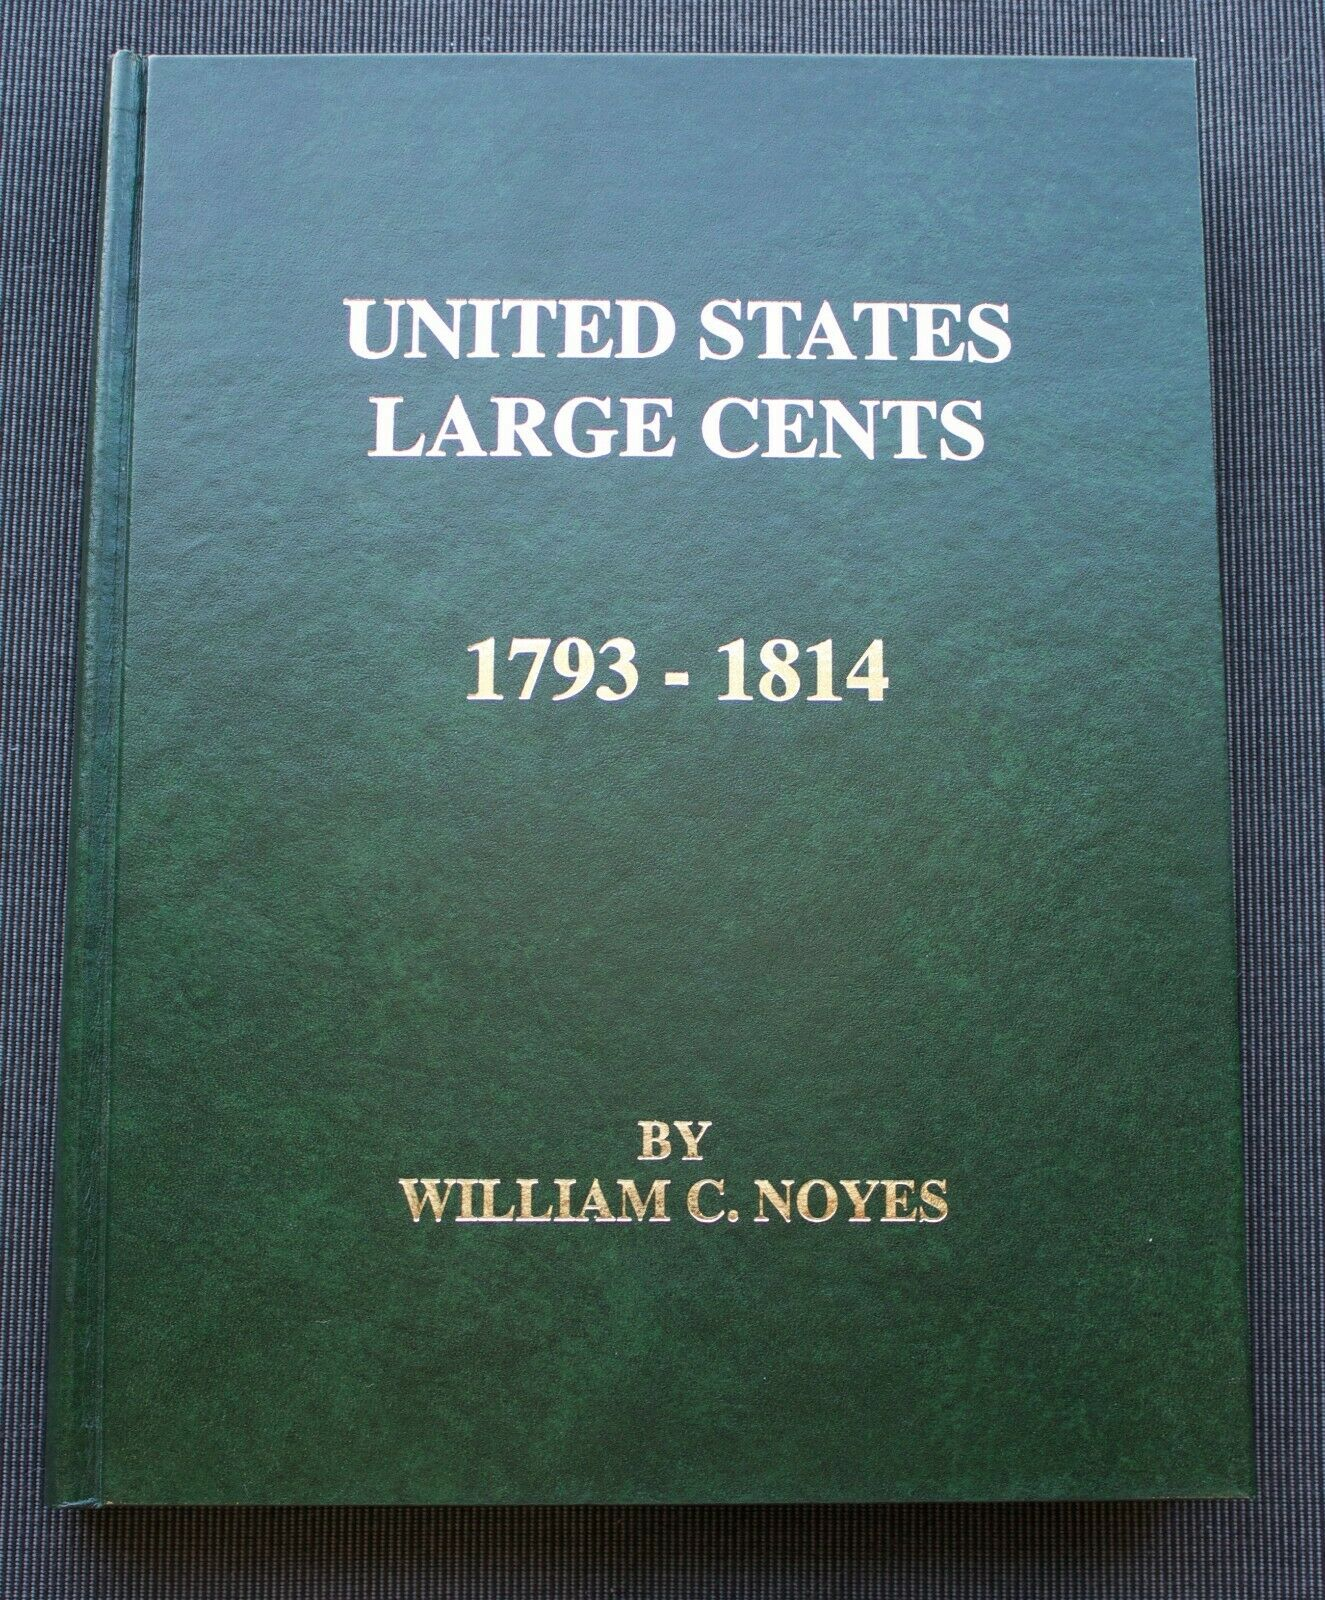 UNITED STATES
LARGE CENTS
1793 - 1814
BY
WILLIAM C. NOYES